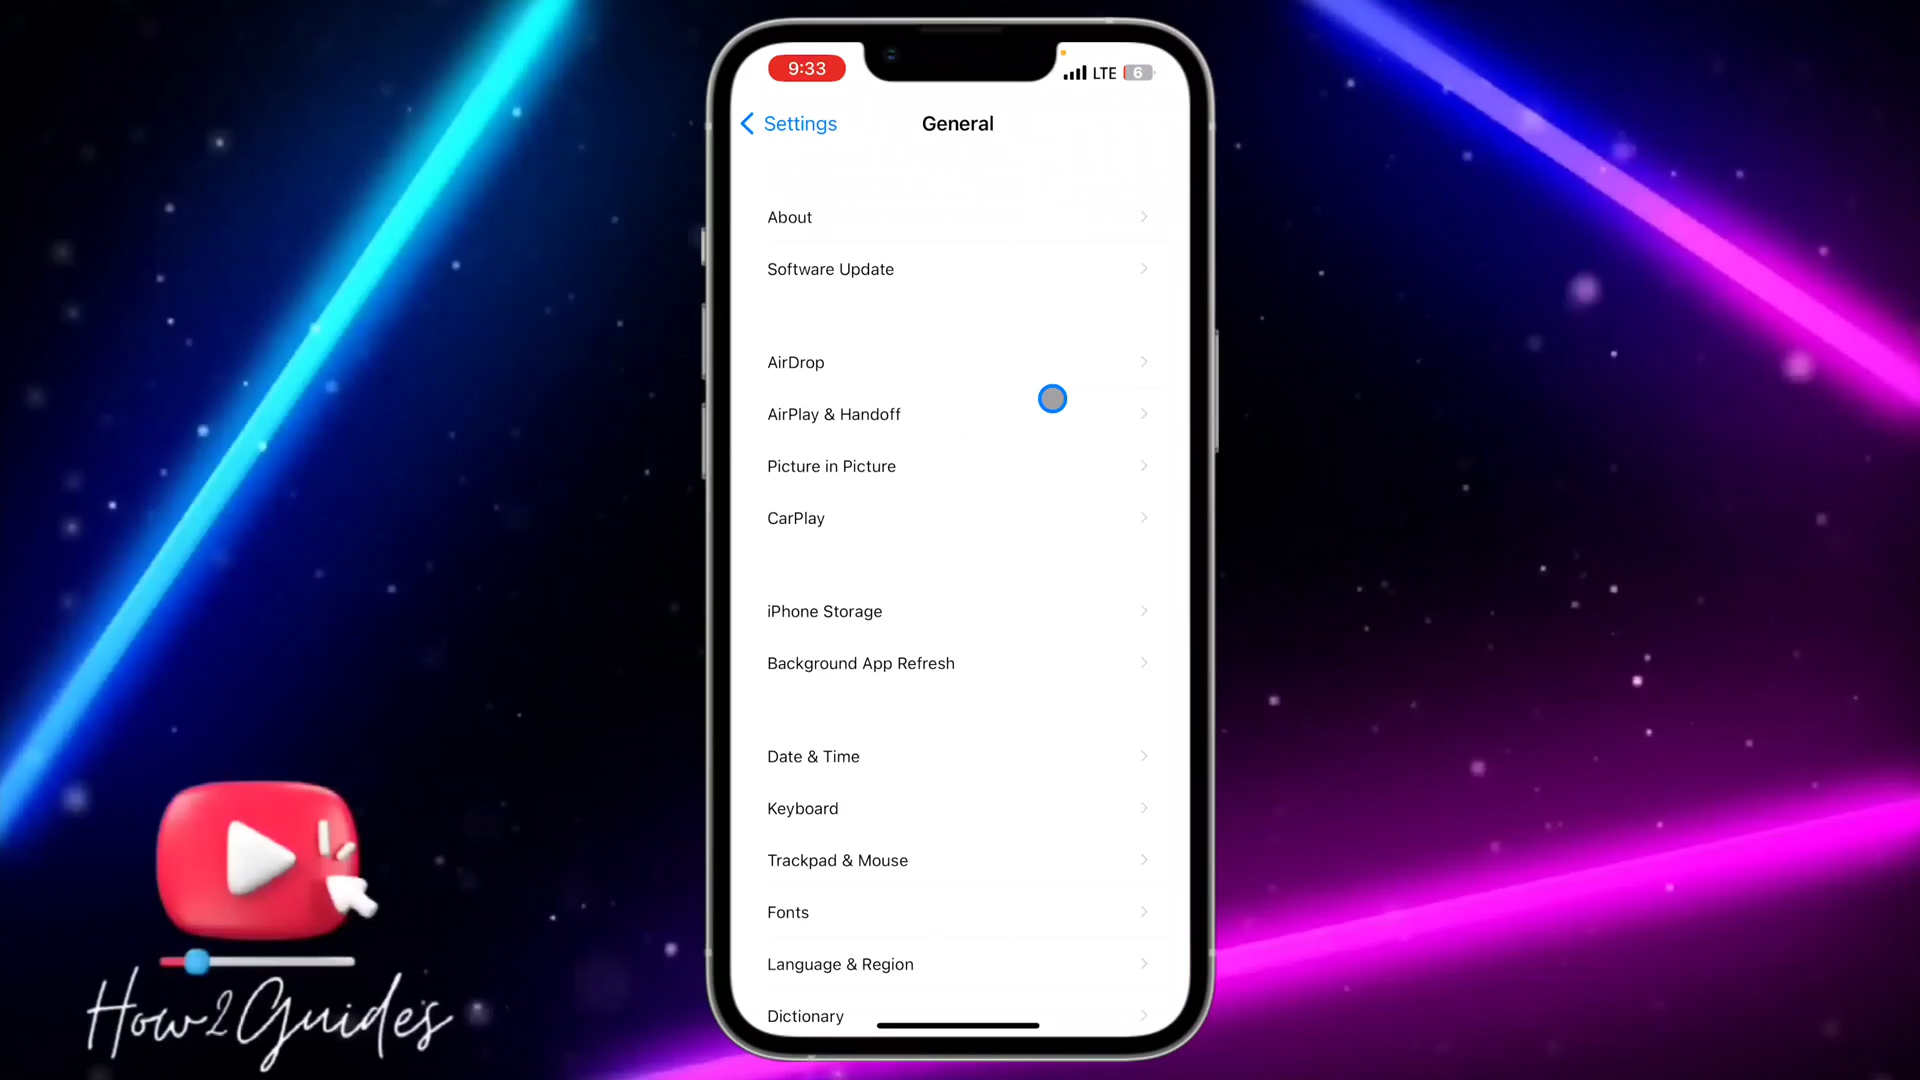 9:33
LTE 6
Settings
General
About
Software Update
AirDrop
AirPlay & Handoff
Picture in Picture
CarPlay
iPhone Storage
Background App Refresh
Date & Time
Keyboard
Trackpad & Mouse
Fonts
Language & Region
Dictionary
How2Guides